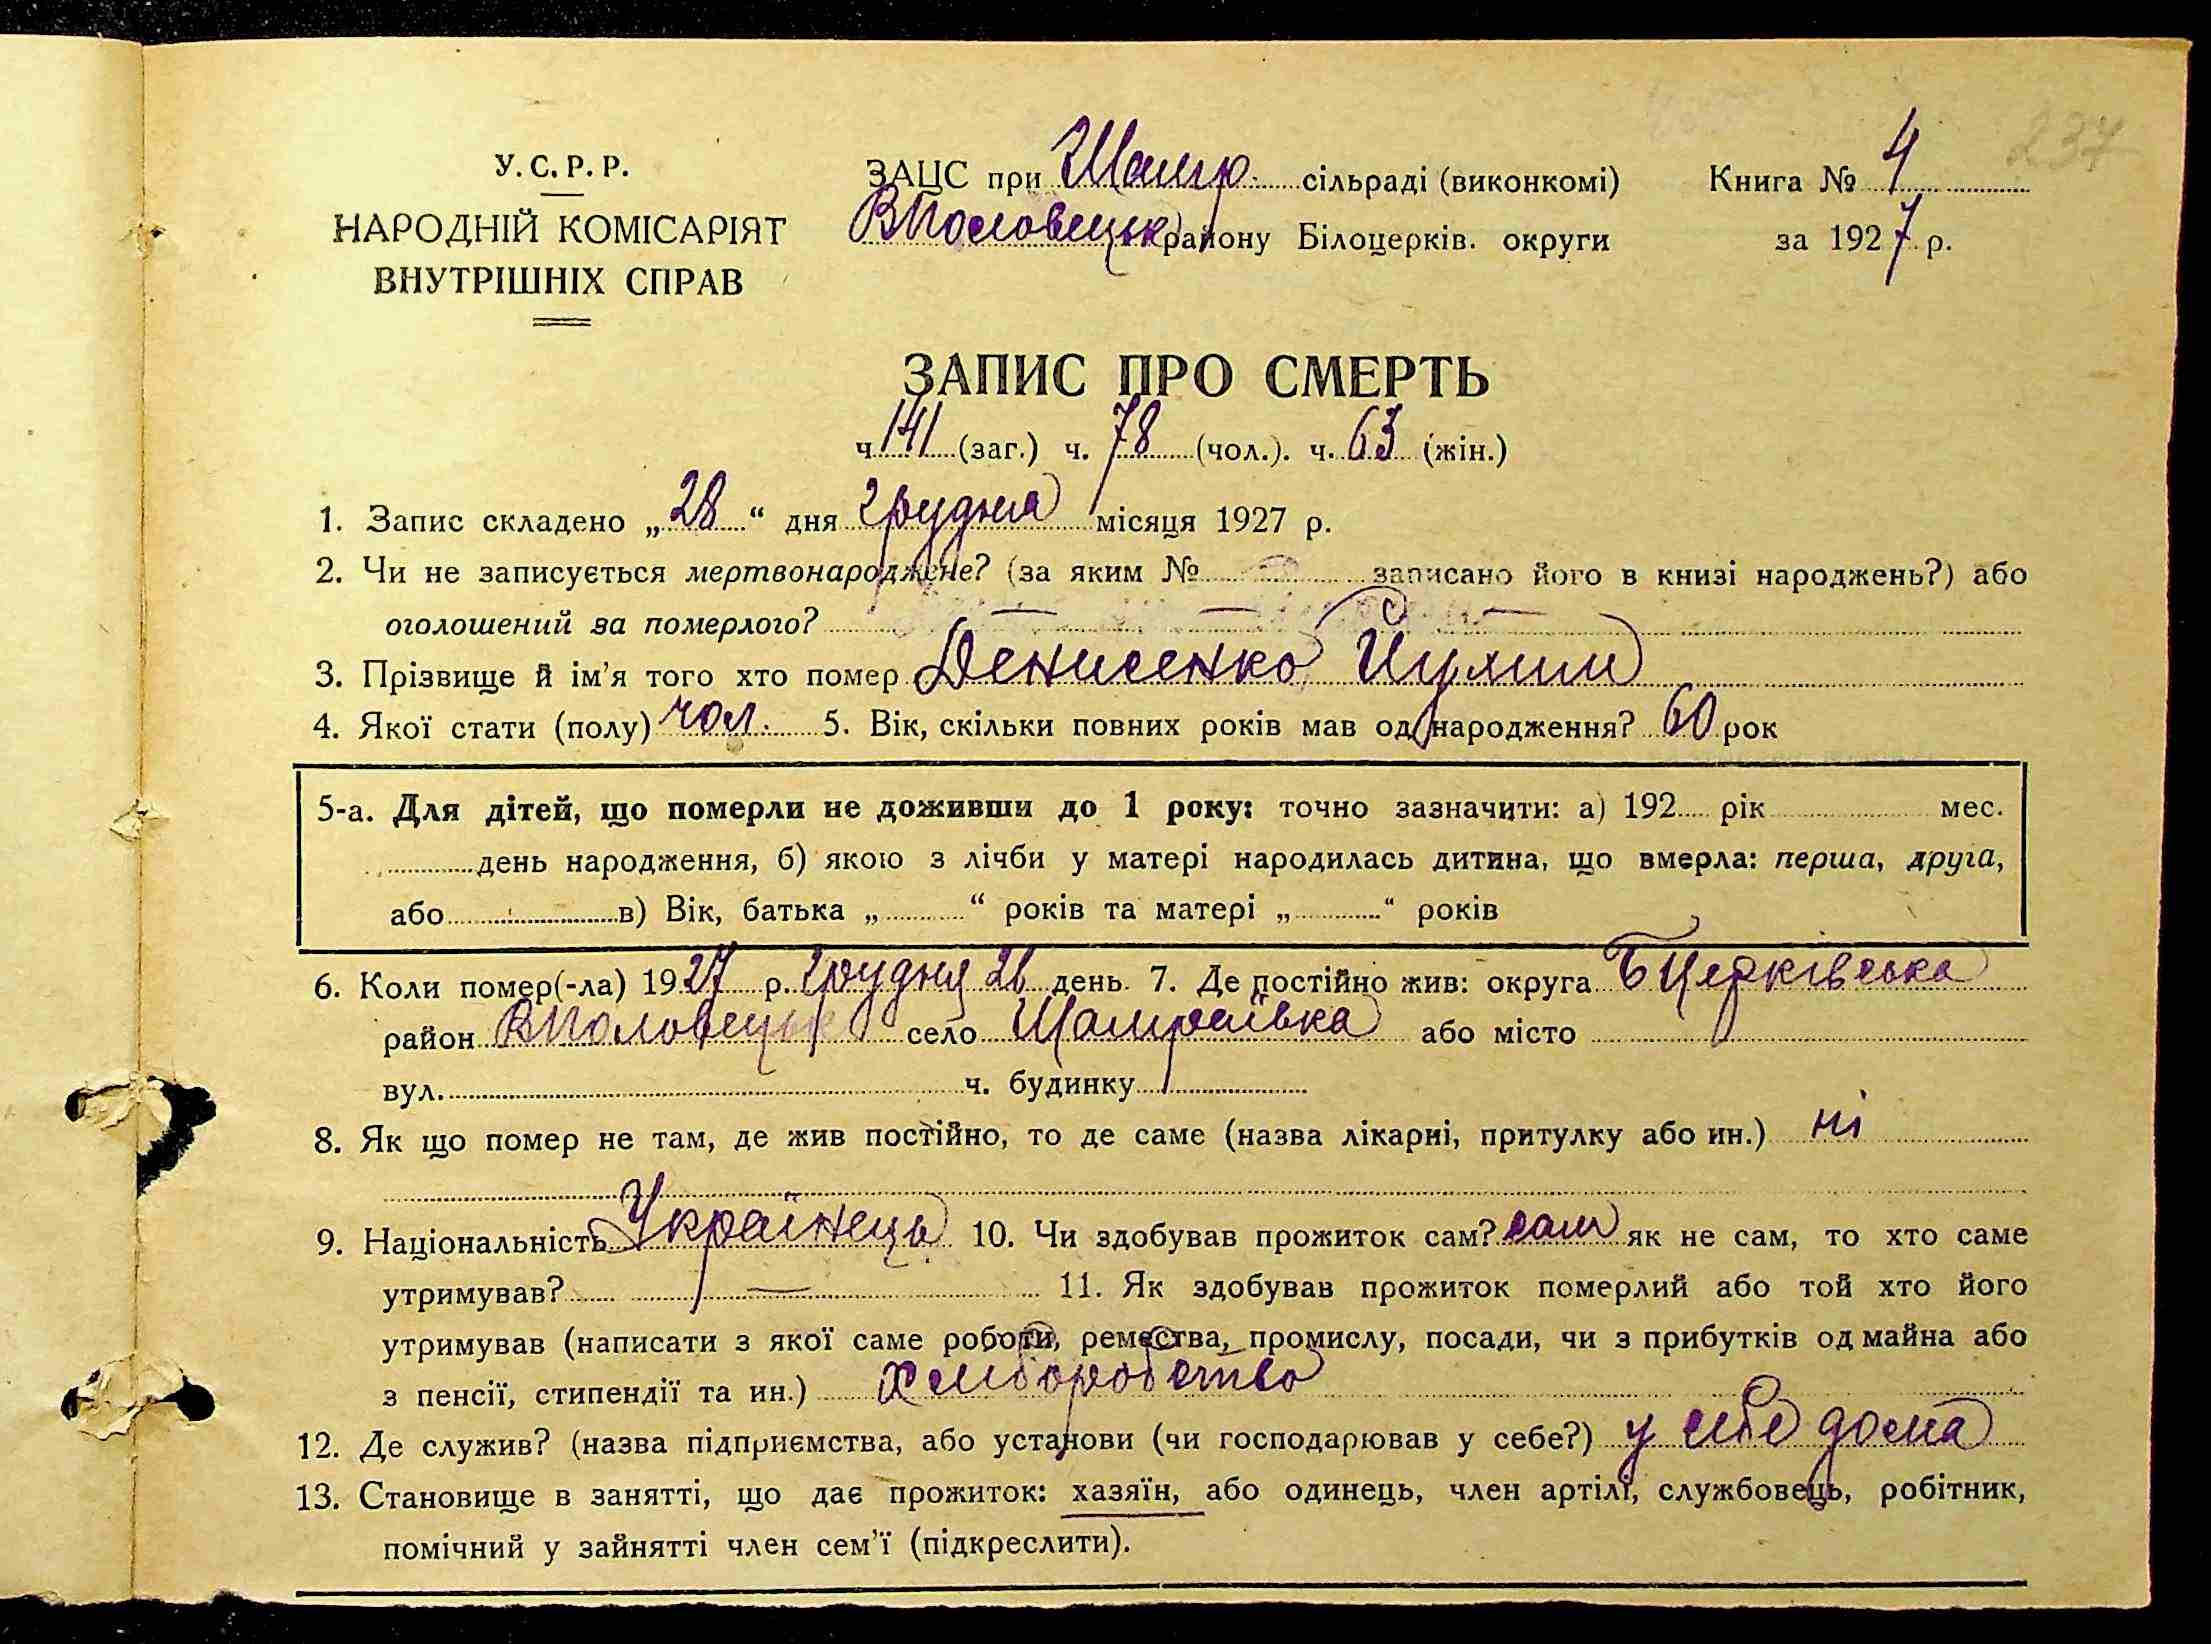 237
У. С. Р. Р.
НАРОДНІЙ КОМІСАРІЯТ
ВНУТРІШНІХ СПРАВ
ЗАЦС при Шамр. сільраді (виконкомі) Книга № 4
ВПоловецьк району Білоцерків. округи за 1927 р.
ЗАПИС ПРО СМЕРТЬ
ч. 141 (заг.) ч. 78 (чол.). ч. 63 (жін.)
1. Запис складено „28“ дня грудня місяця 1927 р.
2. Чи не записується мертвонароджене? (за яким № записано його в книзі народжень?) або
оголошений за померлого?
3. Прізвище й ім'я того хто помер Денисенко
4. Якої стати (полу) чол. 5. Вік, скільки повних років мав од народження? 60 рок
5-а. Для дітей, що померли не доживши до 1 року: точно зазначити: а) 192 рік мес.
день народження, б) якою з лічби у матері народилась дитина, що вмерла: перша, друга,
або в) Вік, батька „ “ років та матері „ “ років
6. Коли помер(-ла) 1927 р. грудня день. 7. Де постійно жив: округа БЦерківська
район ВПоловецьк село Шамраївка або місто
вул. ч. будинку
8. Як що помер не там, де жив постійно, то де саме (назва лікарні, притулку або ин.) ні
9. Національність Українець 10. Чи здобував прожиток сам? сам як не сам, то хто саме
утримував? — 11. Як здобував прожиток померлий або той хто його
утримував (написати з якої саме роботи, ремества, промислу, посади, чи з прибутків од майна або
з пенсії, стипендії та ин.) хліборобство
12. Де служив? (назва підприємства, або установи (чи господарював у себе?) у себе дома
13. Становище в занятті, що дає прожиток: хазяїн, або одинець, член артілі, службовець, робітник,
помічний у зайнятті член сем'ї (підкреслити).